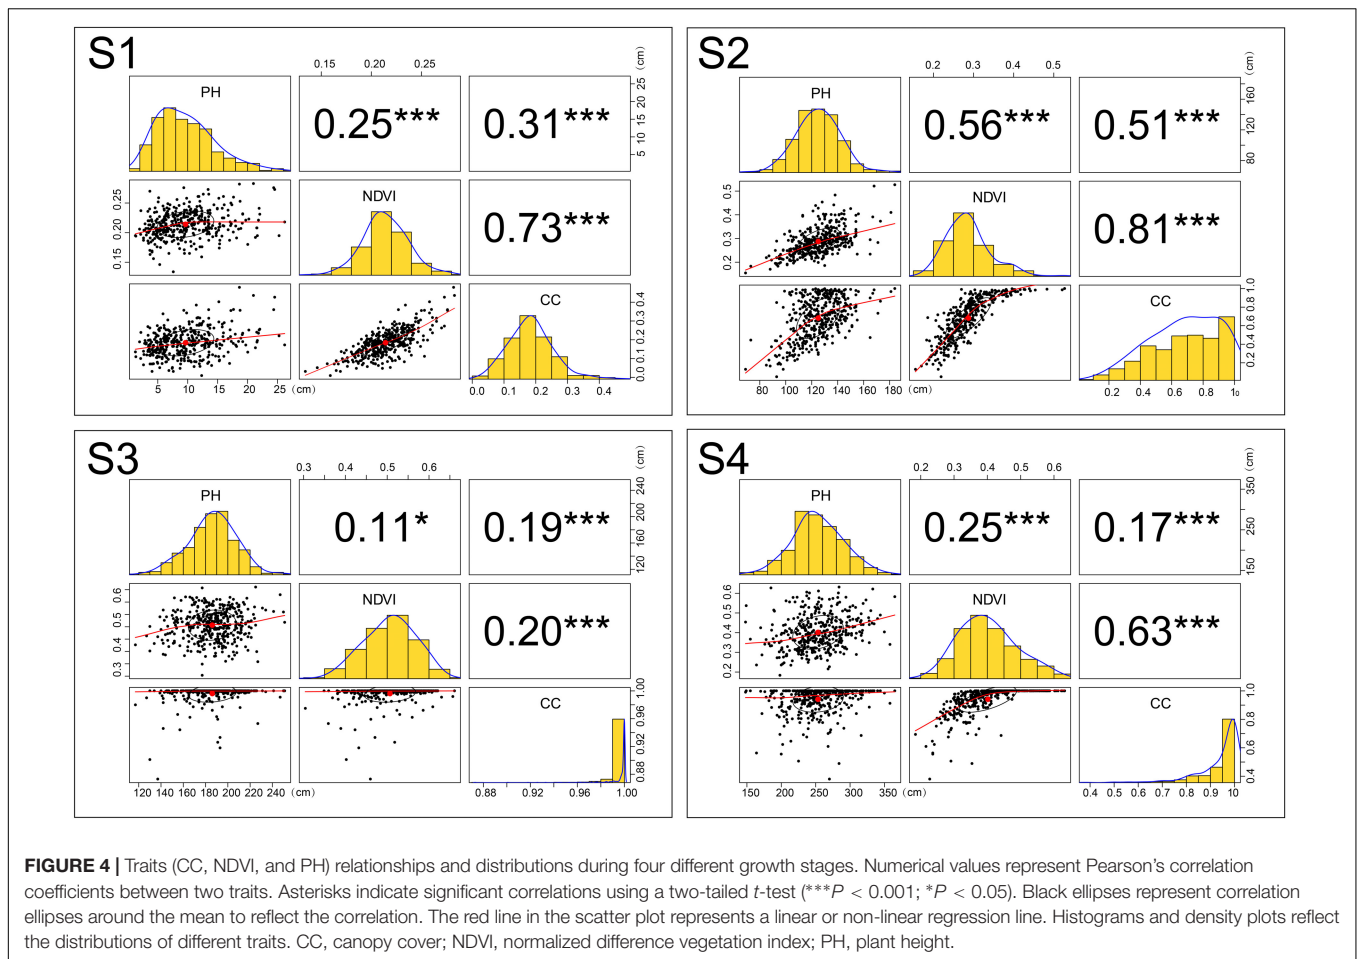 S1
(cm)
0.15 0.20 0.25
PH
0.25*** 0.31***
5 10 15 20 25
NDVI
0.73***
0.15 0.20 0.25
CC
0.0 0.1 0.2 0.3 0.4
5 10 15 20 25 (cm)
0.0 0.1 0.2 0.3 0.4
S2
(cm)
0.2 0.3 0.4 0.5
PH
0.56*** 0.51***
80 120 160
NDVI
0.81***
0.2 0.3 0.4 0.5
CC
0.2 0.4 0.6 0.8 1.0
80 100 120 140 160 180 (cm)
0.2 0.4 0.6 0.8
S3
(cm)
0.3 0.4 0.5 0.6
PH
0.11* 0.19***
120 160 200 240
NDVI
0.20***
0.3 0.4 0.5 0.6
CC
0.88 0.92 0.96 1.00
120 140 160 180 200 220 240 (cm)
0.88 0.92 0.96 1.00
S4
(cm)
0.2 0.3 0.4 0.5 0.6
PH
0.25*** 0.17***
150 250 350
NDVI
0.63***
0.2 0.3 0.4 0.5 0.6
CC
0.4 0.6 0.8 1.0
150 200 250 300 350 (cm)
0.4 0.5 0.6 0.7 0.8 0.9 10
FIGURE 4 | Traits (CC, NDVI, and PH) relationships and distributions during four different growth stages. Numerical values represent Pearson's correlation
coefficients between two traits. Asterisks indicate significant correlations using a two-tailed t-test (***P < 0.001; *P < 0.05). Black ellipses represent correlation
ellipses around the mean to reflect the correlation. The red line in the scatter plot represents a linear or non-linear regression line. Histograms and density plots reflect
the distributions of different traits. CC, canopy cover; NDVI, normalized difference vegetation index; PH, plant height.